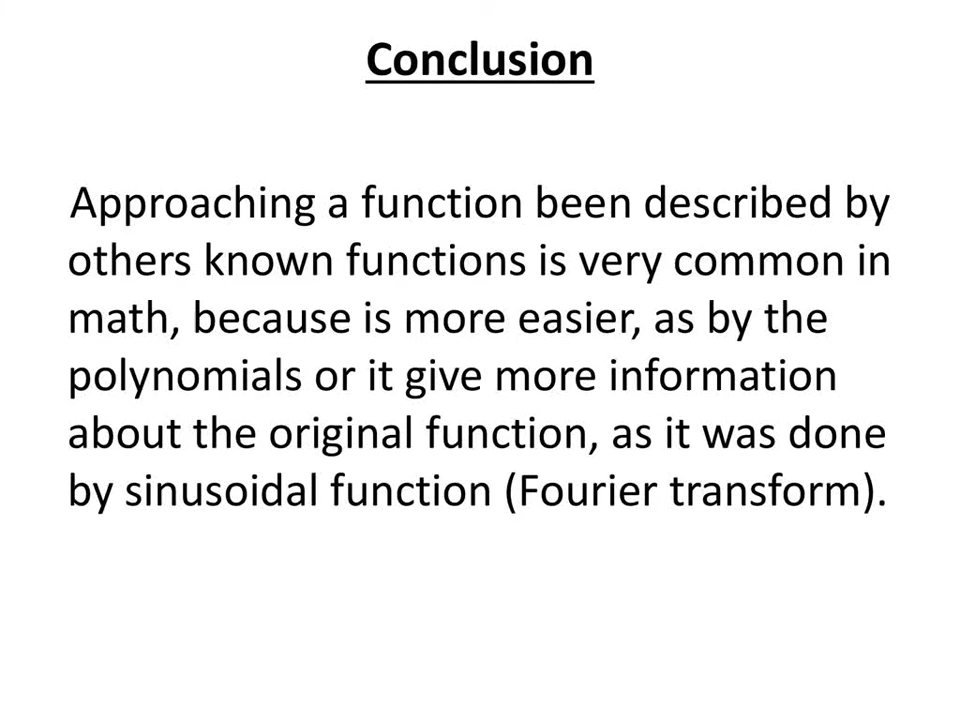 Conclusion
Approaching a function been described by
others known functions is very common in
math, because is more easier, as by the
polynomials or it give more information
about the original function, as it was done
by sinusoidal function (Fourier transform).